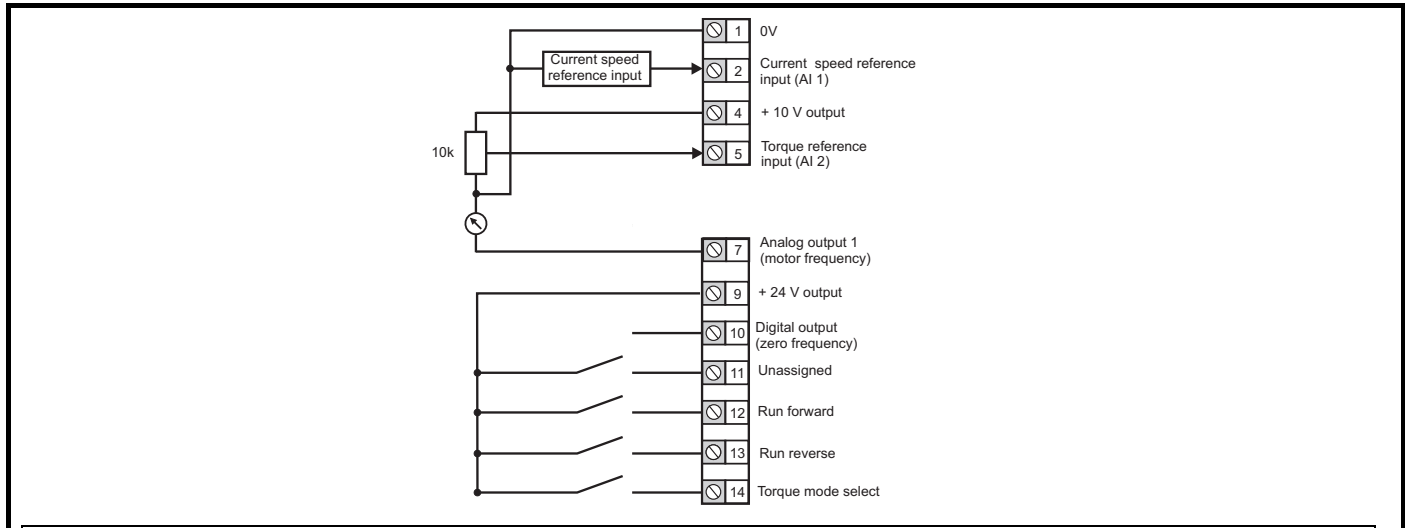 1 0V
Current speed
reference input
2 Current speed reference
input (AI 1)
4 + 10 V output
10k
5 Torque reference
input (AI 2)
7 Analog output 1
(motor frequency)
9 + 24 V output
10 Digital output
(zero frequency)
11 Unassigned
12 Run forward
13 Run reverse
14 Torque mode select